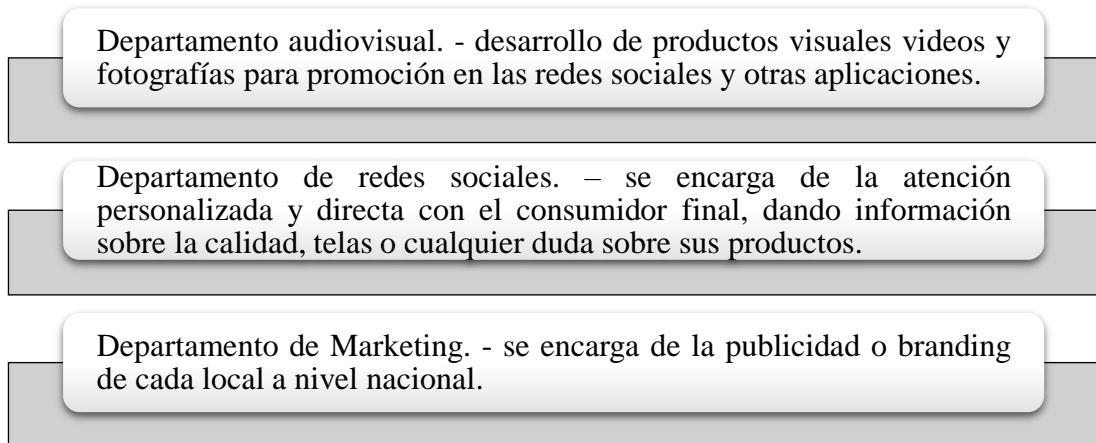 Departamento audiovisual. - desarrollo de productos visuales videos y
fotografías para promoción en las redes sociales y otras aplicaciones.
Departamento de redes sociales. – se encarga de la atención
personalizada y directa con el consumidor final, dando información
sobre la calidad, telas o cualquier duda sobre sus productos.
Departamento de Marketing. - se encarga de la publicidad o branding
de cada local a nivel nacional.